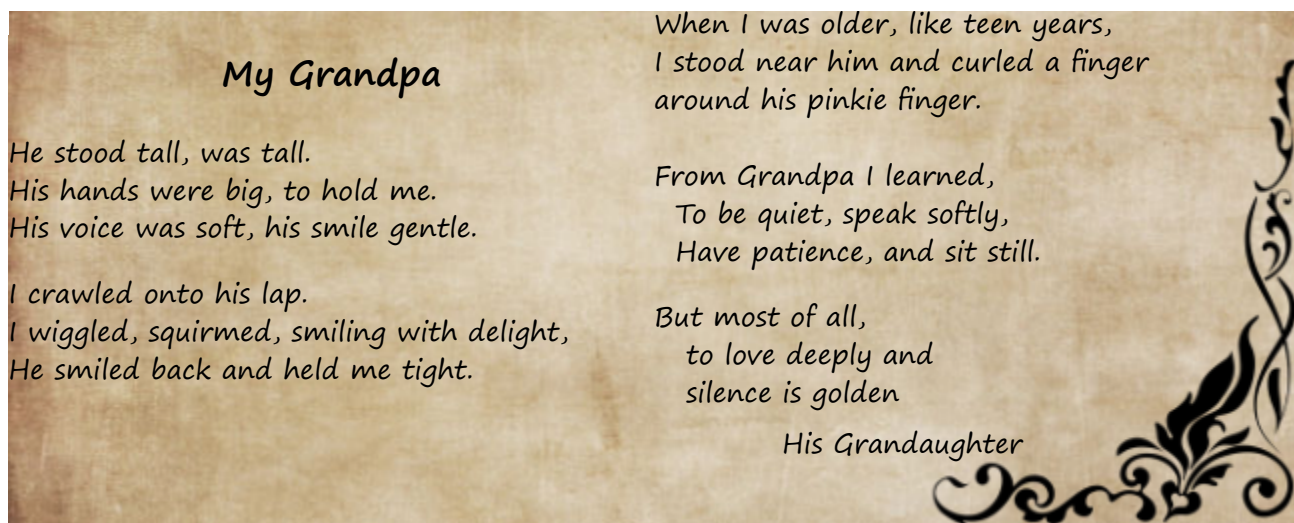 My Grandpa
He stood tall, was tall.
His hands were big, to hold me.
His voice was soft, his smile gentle.
I crawled onto his lap.
I wiggled, squirmed, smiling with delight,
He smiled back and held me tight.
When I was older, like teen years,
I stood near him and curled a finger
around his pinkie finger.
From Grandpa I learned,
To be quiet, speak softly,
Have patience, and sit still.
But most of all,
to love deeply and
silence is golden
His Grandaughter